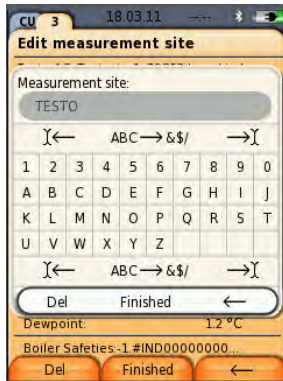 CU 3 18.03.11 --:--
Edit measurement site
Measurement site:
TESTO
ABC → &$/
1 2 3 4 5 6 7 8 9 0
A B C D E F G H I J
K L M N O P Q R S T
U V W X Y Z
ABC → &$/
Del Finished ←
Dewpoint: 1.2 °C
Boiler Safeties:-1.#IND00000000...
Del Finished ←